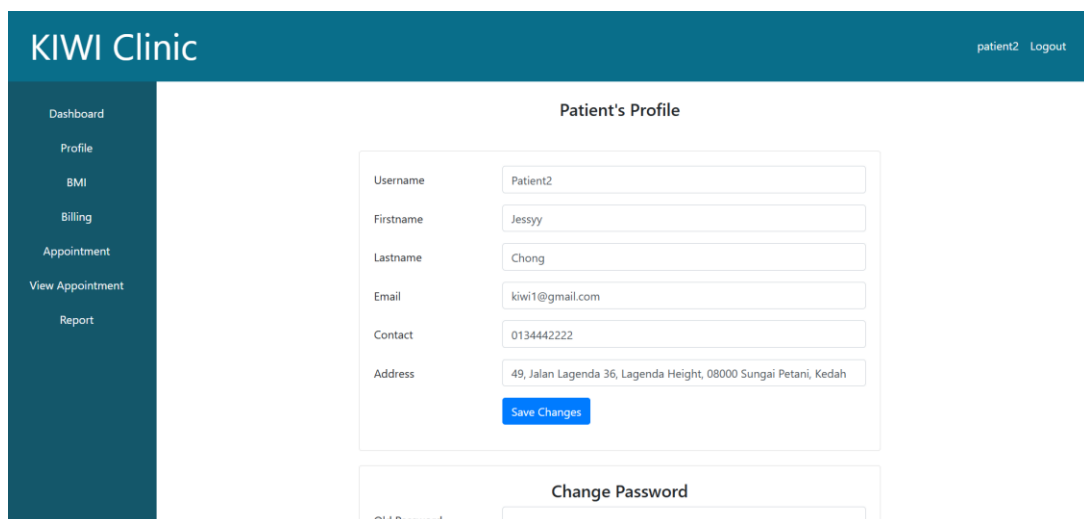 KIWI Clinic
patient2 Logout
Dashboard
Profile
BMI
Billing
Appointment
View Appointment
Report
Patient's Profile
Username Patient2
Firstname Jessyy
Lastname Chong
Email kiwi1@gmail.com
Contact 0134442222
Address 49, Jalan Lagenda 36, Lagenda Height, 08000 Sungai Petani, Kedah
Save Changes
Change Password
Old Password